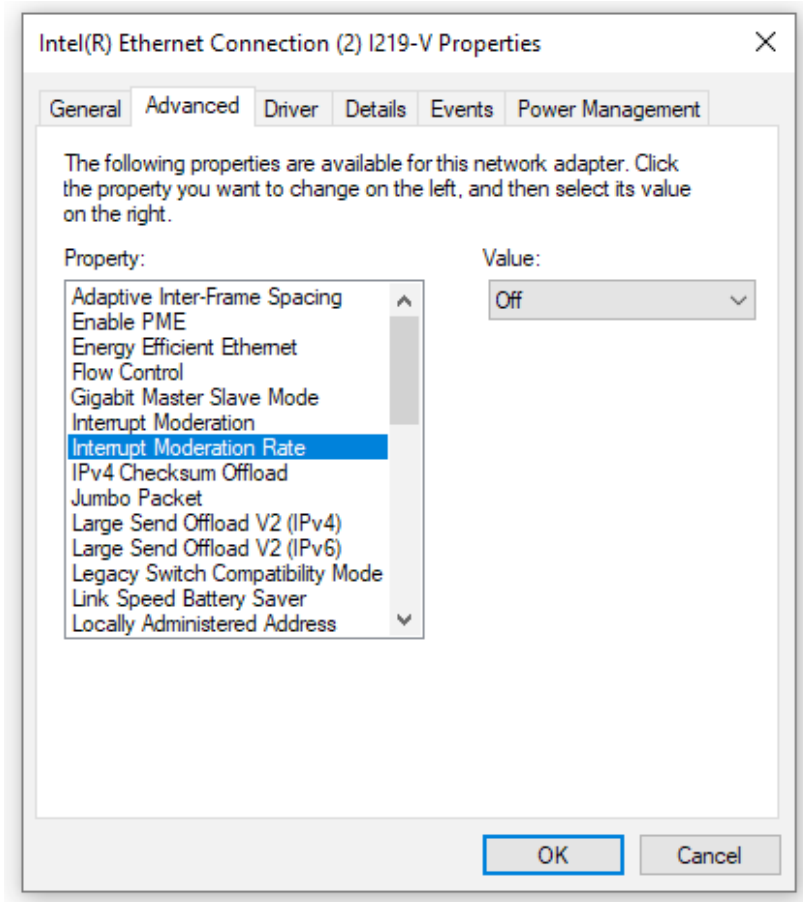 Intel(R) Ethernet Connection (2) I219-V Properties
General Advanced Driver Details Events Power Management
The following properties are available for this network adapter. Click
the property you want to change on the left, and then select its value
on the right.
Property:
Value:
Adaptive Inter-Frame Spacing
Off
Enable PME
Energy Efficient Ethernet
Flow Control
Gigabit Master Slave Mode
Interrupt Moderation
Interrupt Moderation Rate
IPv4 Checksum Offload
Jumbo Packet
Large Send Offload V2 (IPv4)
Large Send Offload V2 (IPv6)
Legacy Switch Compatibility Mode
Link Speed Battery Saver
Locally Administered Address
OK
Cancel